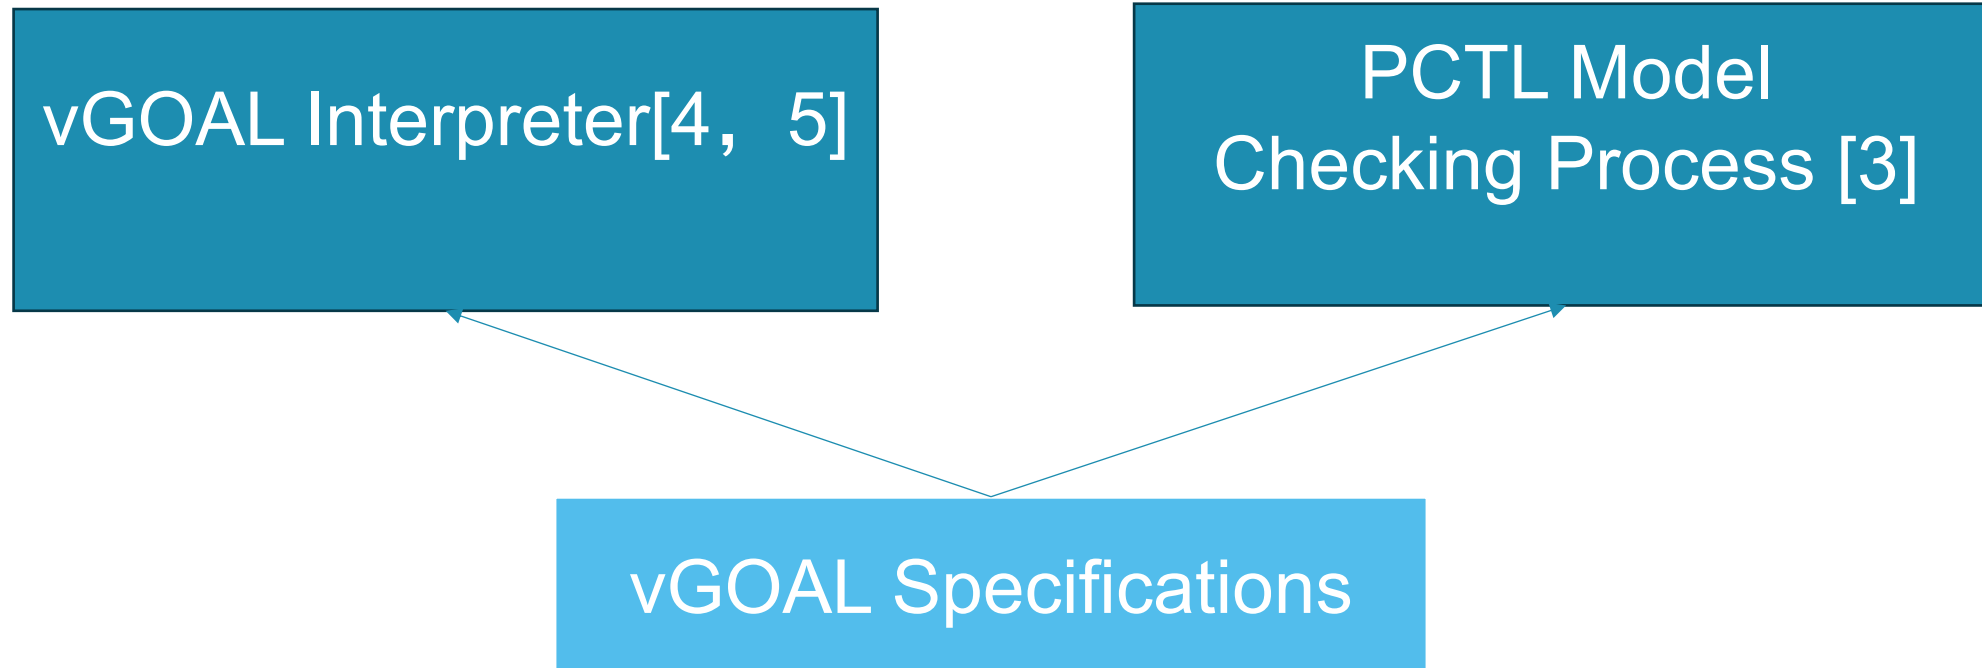 vGOAL Interpreter[4， 5]
PCTL Model
Checking Process [3]
vGOAL Specifications